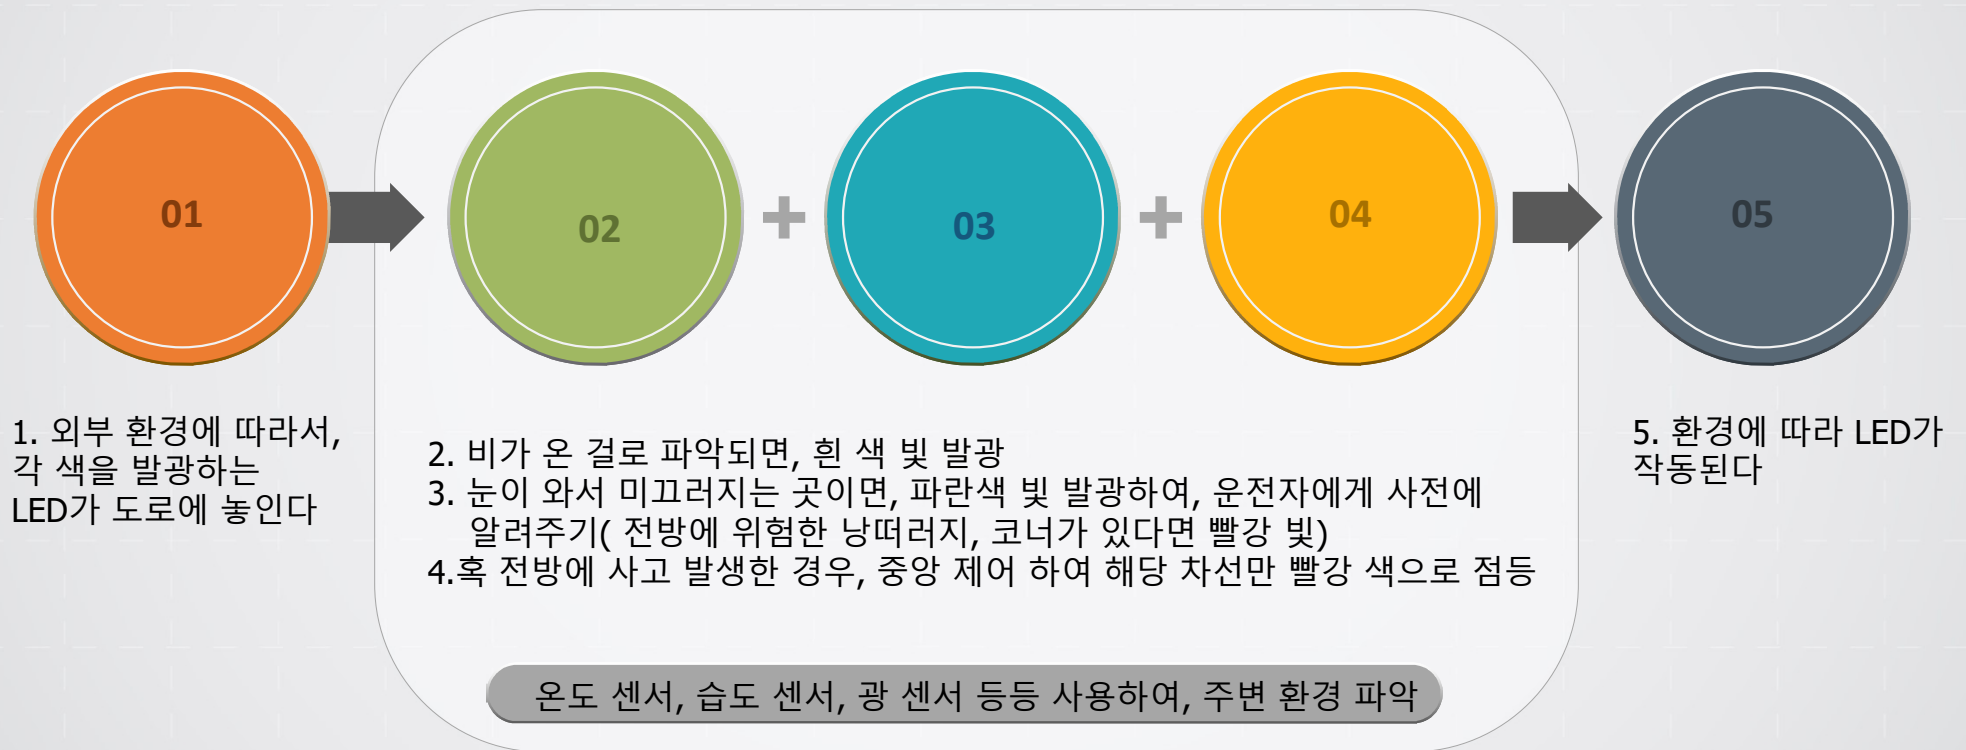 01
02
03
04
05
1. 외부 환경에 따라서,
각 색을 발광하는
LED가 도로에 놓인다
2. 비가 온 걸로 파악되면, 흰 색 빛 발광
3. 눈이 와서 미끄러지는 곳이면, 파란색 빛 발광하여, 운전자에게 사전에
알려주기( 전방에 위험한 낭떠러지, 코너가 있다면 빨강 빛)
4.혹 전방에 사고 발생한 경우, 중앙 제어 하여 해당 차선만 빨강 색으로 점등
5. 환경에 따라 LED가
작동된다
온도 센서, 습도 센서, 광 센서 등등 사용하여, 주변 환경 파악